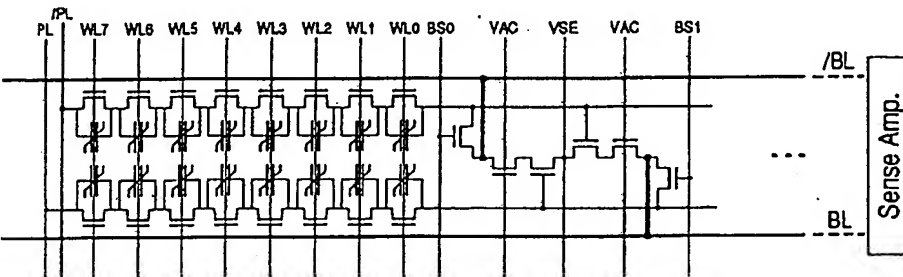 /PL
PL WL7 WL6 WL5 WL4 WL3 WL2 WL1 WL0 BS0 VAC VSE VAC BS1
/BL
Sense Amp.
BL